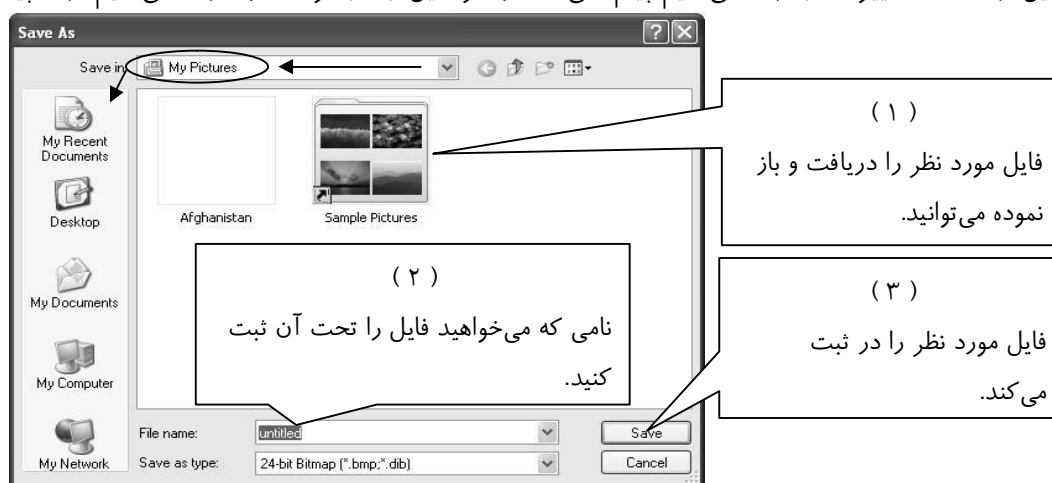 Save As
Save in:
My Pictures
My Recent
Documents
Desktop
My Documents
My Computer
My Network
Afghanistan
Sample Pictures
( ۱ )
فایل مورد نظر را دریافت و باز
نموده می‌توانید.
( ۲ )
نامی که می‌خواهید فایل را تحت آن ثبت
کنید.
( ۳ )
فایل مورد نظر را در ثبت
می‌کند.
File name:
untitled
Save
Save as type:
24-bit Bitmap (*.bmp;*.dib)
Cancel